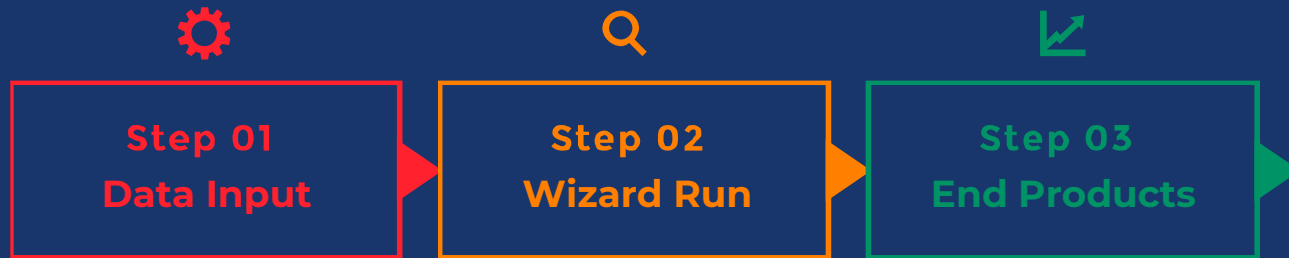 Step 01
Data Input
Step 02
Wizard Run
Step 03
End Products